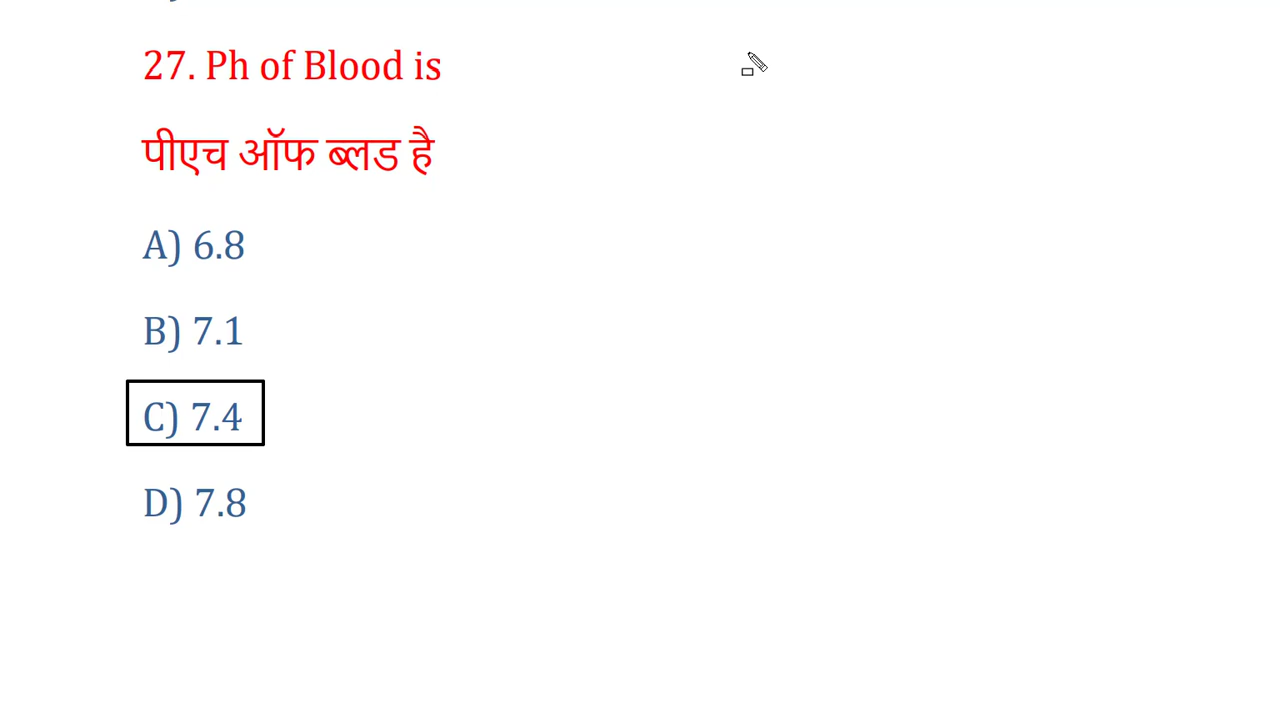 27. Ph of Blood is
पीएच ऑफ ब्लड है
A) 6.8
B) 7.1
C) 7.4
D) 7.8